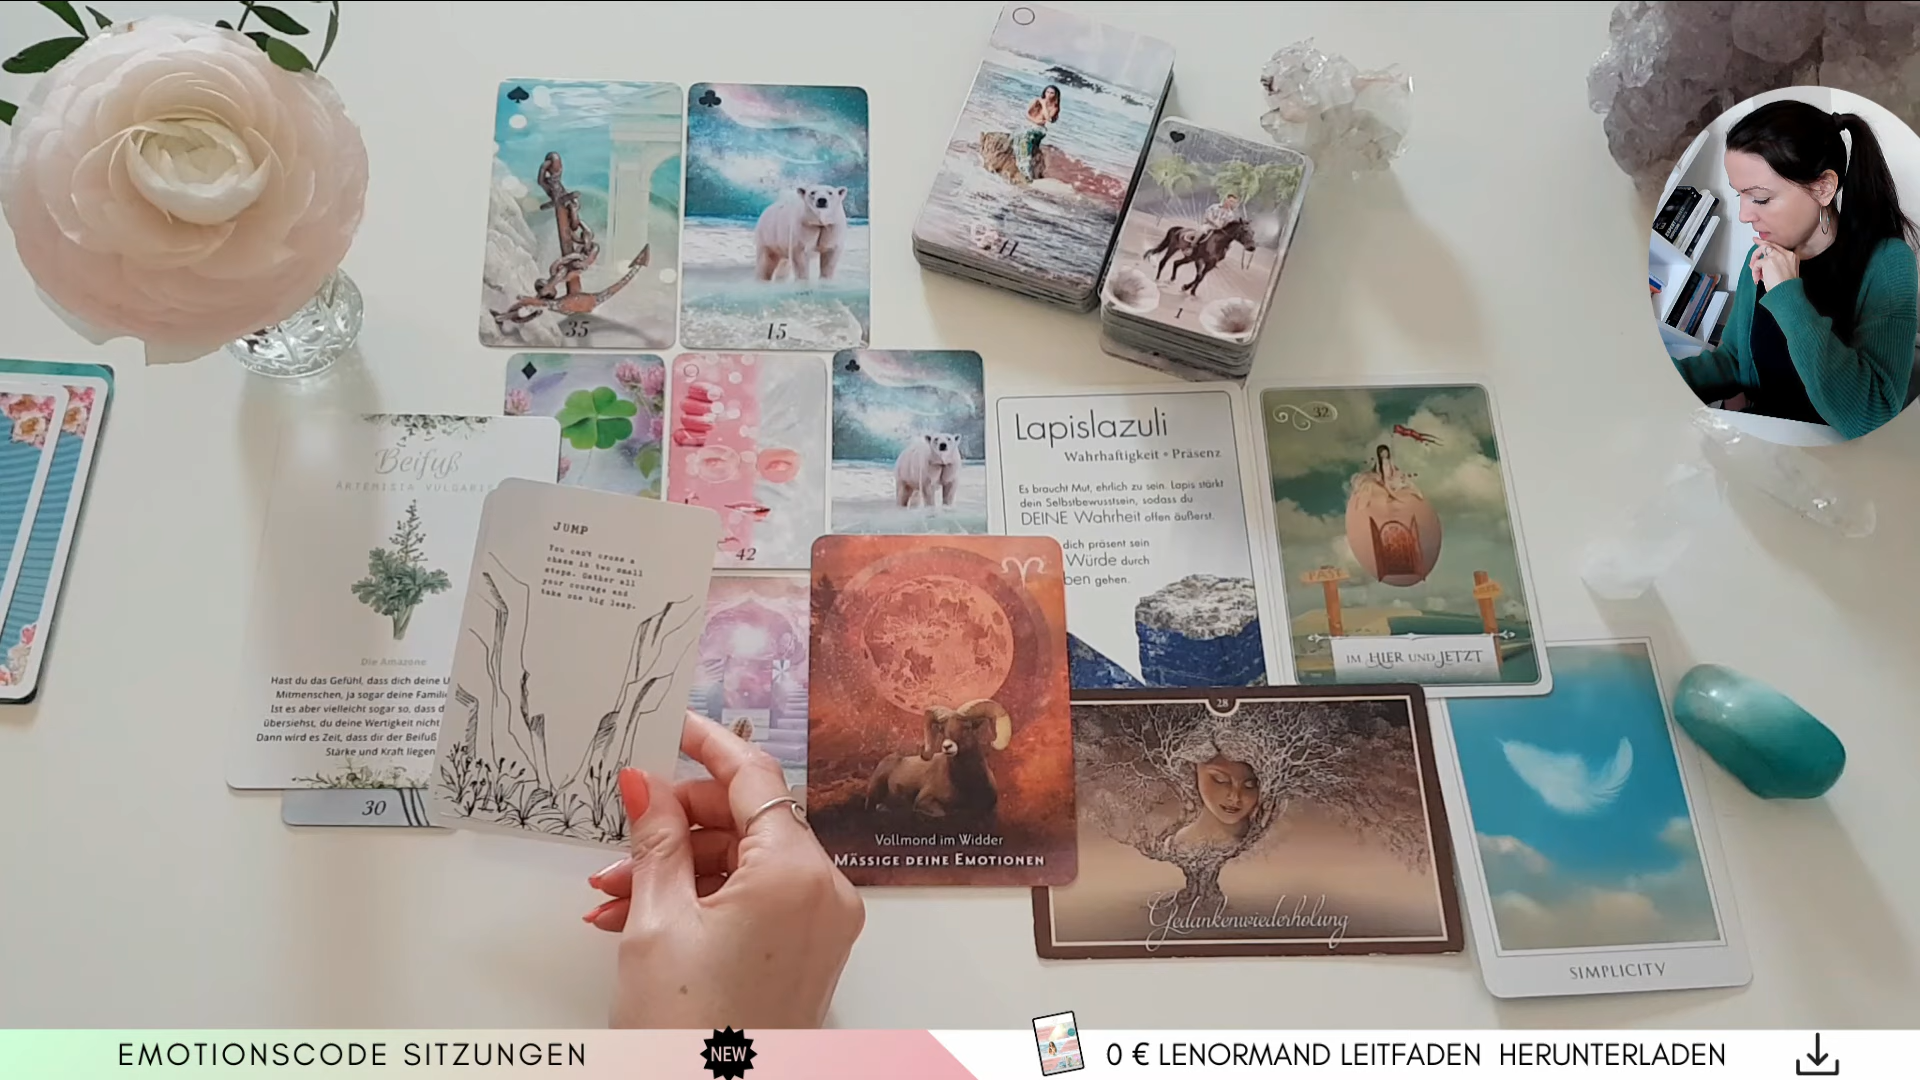 35
15
H
1
42
Beifuß
ARTEMISIA VULGARIS
Die Amazone
Hast du das Gefühl, dass dich deine
Mitmenschen, ja sogar deine
Ist es aber vielleicht sogar so, dass
übersiehst, du deine Wertigkeit nicht
Dann wird es Zeit, dass dir der Beifuß
Stärke und Kraft
30
JUMP
You can't cross a
chasm in two small
steps. Gather all
your courage and
take one big leap.
Vollmond im Widder
MÄSSIGE DEINE EMOTIONEN
Lapislazuli
Wahrhaftigkeit • Präsenz
Es braucht Mut, ehrlich zu sein. Lapis stärkt
dein Selbstbewusstsein, sodass du
DEINE Wahrheit offen äußerst.
dich präsent sein
Würde durch
gehen.
32
PAST
IM HIER UND JETZT
28
Gedankenwiederholung
SIMPLICITY
EMOTIONSCODE SITZUNGEN
NEW
0 € LENORMAND LEITFADEN HERUNTERLADEN